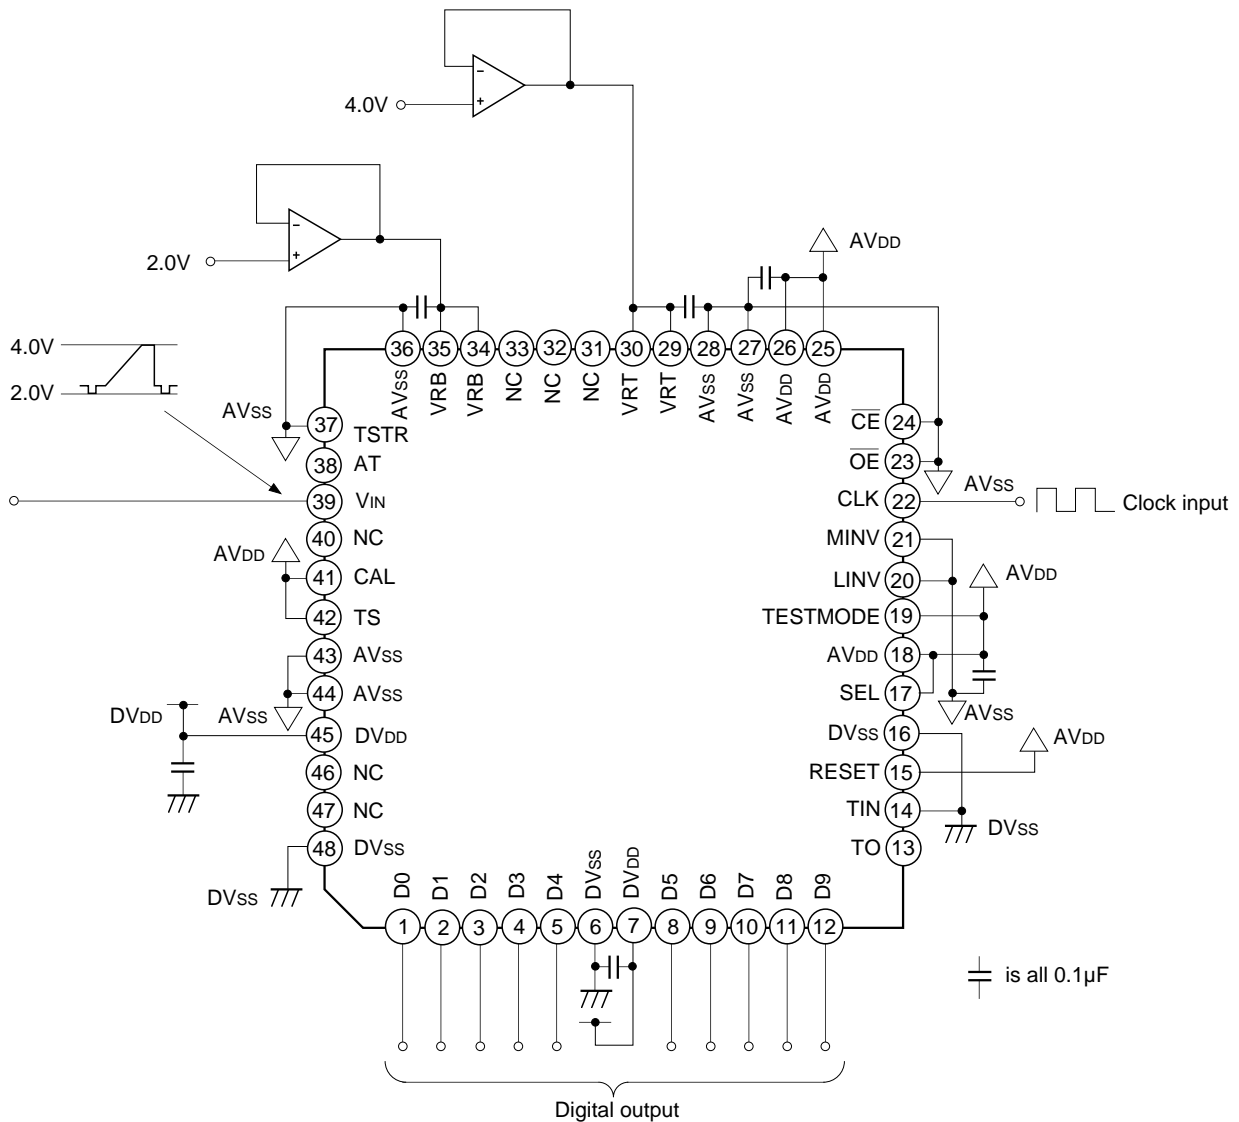 4.0V
−
+
2.0V
−
+
AVDD
4.0V
2.0V
36 35 34 33 32 31 30 29 28 27 26 25
AVSS VRB VRB NC NC NC VRT VRT AVSS AVSS AVDD AVDD
AVSS
37 TSTR
38 AT
39 VIN
40 NC
AVDD
41 CAL
42 TS
43 AVSS
44 AVSS
AVSS
DVDD
45 DVDD
46 NC
47 NC
48 DVSS
DVSS
CE 24
OE 23
AVSS
CLK 22
Clock input
MINV 21
LINV 20
AVDD
TESTMODE 19
AVDD 18
SEL 17
AVSS
DVSS 16
AVDD
RESET 15
TIN 14
DVSS
TO 13
D0 D1 D2 D3 D4 DVSS DVDD D5 D6 D7 D8 D9
1 2 3 4 5 6 7 8 9 10 11 12
is all 0.1µF
Digital output